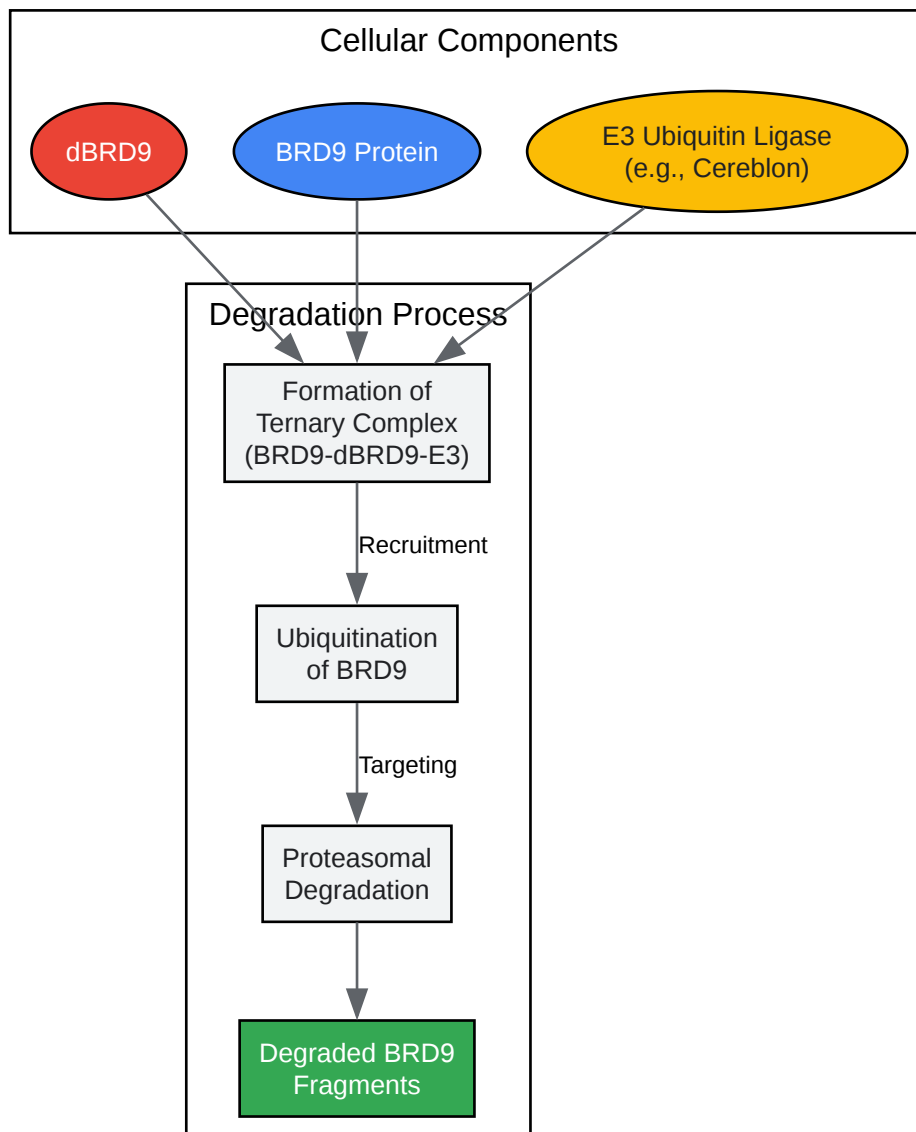 Cellular Components
dBRD9
BRD9 Protein
E3 Ubiquitin Ligase
(e.g., Cereblon)
Degradation Process
Formation of
Ternary Complex
(BRD9-dBRD9-E3)
Recruitment
Ubiquitination
of BRD9
Targeting
Proteasomal
Degradation
Degraded BRD9
Fragments